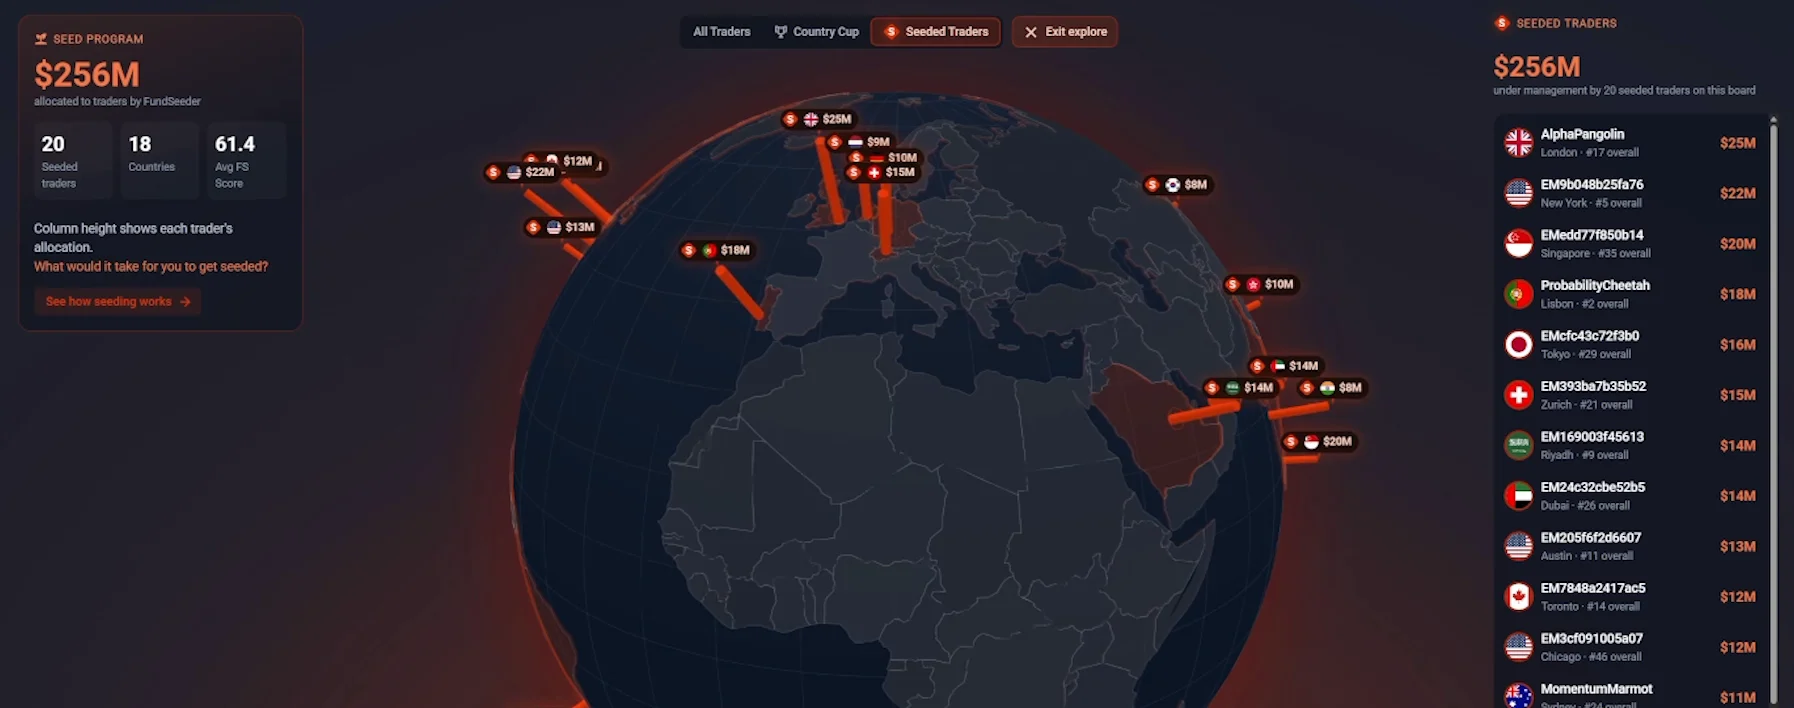 SEED PROGRAM
$256M
allocated to traders by FundSeeder
20
Seeded
traders
18
Countries
61.4
Avg FS
Score
Column height shows each trader's
allocation.
What would it take for you to get seeded?
See how seeding works →
All Traders
Country Cup
S Seeded Traders
Exit explore
S $25M
S $9M
S $10M
S $15M
S $12M
S $22M
S $13M
S $18M
S $8M
S $10M
S $14M
S $14M
S $8M
S $20M
S SEEDED TRADERS
$256M
under management by 20 seeded traders on this board
AlphaPangolin
London · #17 overall
$25M
EM9b048b25fa76
New York · #5 overall
$22M
EMedd77f850b14
Singapore · #35 overall
$20M
ProbabilityCheetah
Lisbon · #2 overall
$18M
EMcfc43c72f3b0
Tokyo · #29 overall
$16M
EM393ba7b35b52
Zurich · #21 overall
$15M
EM169003f45613
Riyadh · #9 overall
$14M
EM24c32cbe52b5
Dubai · #26 overall
$14M
EM205f6f2d6607
Austin · #11 overall
$13M
EM7848a2417ac5
Toronto · #14 overall
$12M
EM3cf091005a07
Chicago · #46 overall
$12M
MomentumMarmot
Sydney · #24 overall
$11M